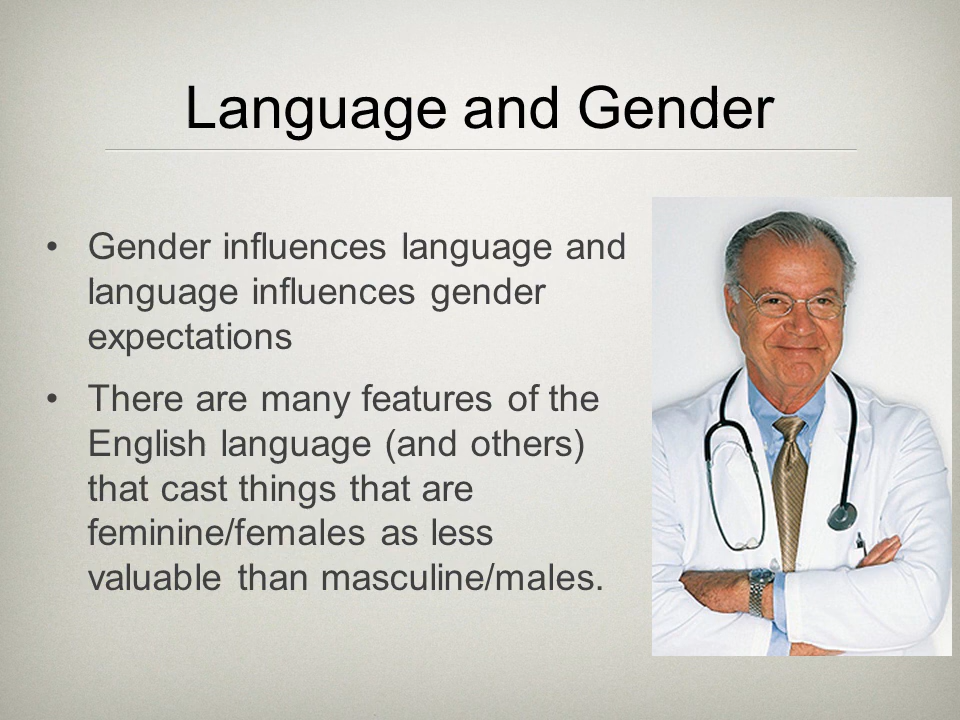 Language and Gender
• Gender influences language and
language influences gender
expectations
• There are many features of the
English language (and others)
that cast things that are
feminine/females as less
valuable than masculine/males.